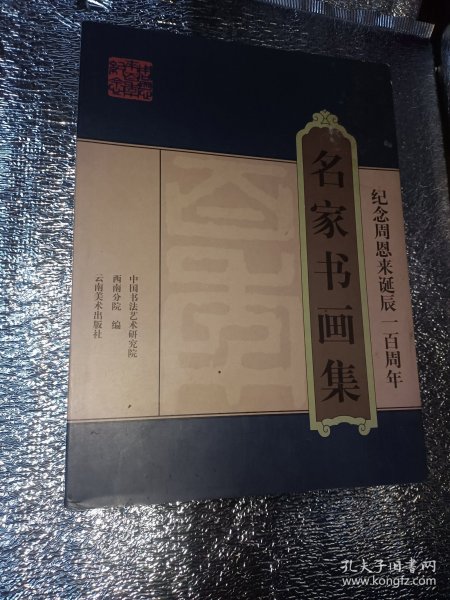 纪念周恩来诞辰一百周年
名家书画集
中国书法艺术研究院
西南分院 编
云南美术出版社
孔夫子旧书网
www.kongfz.com